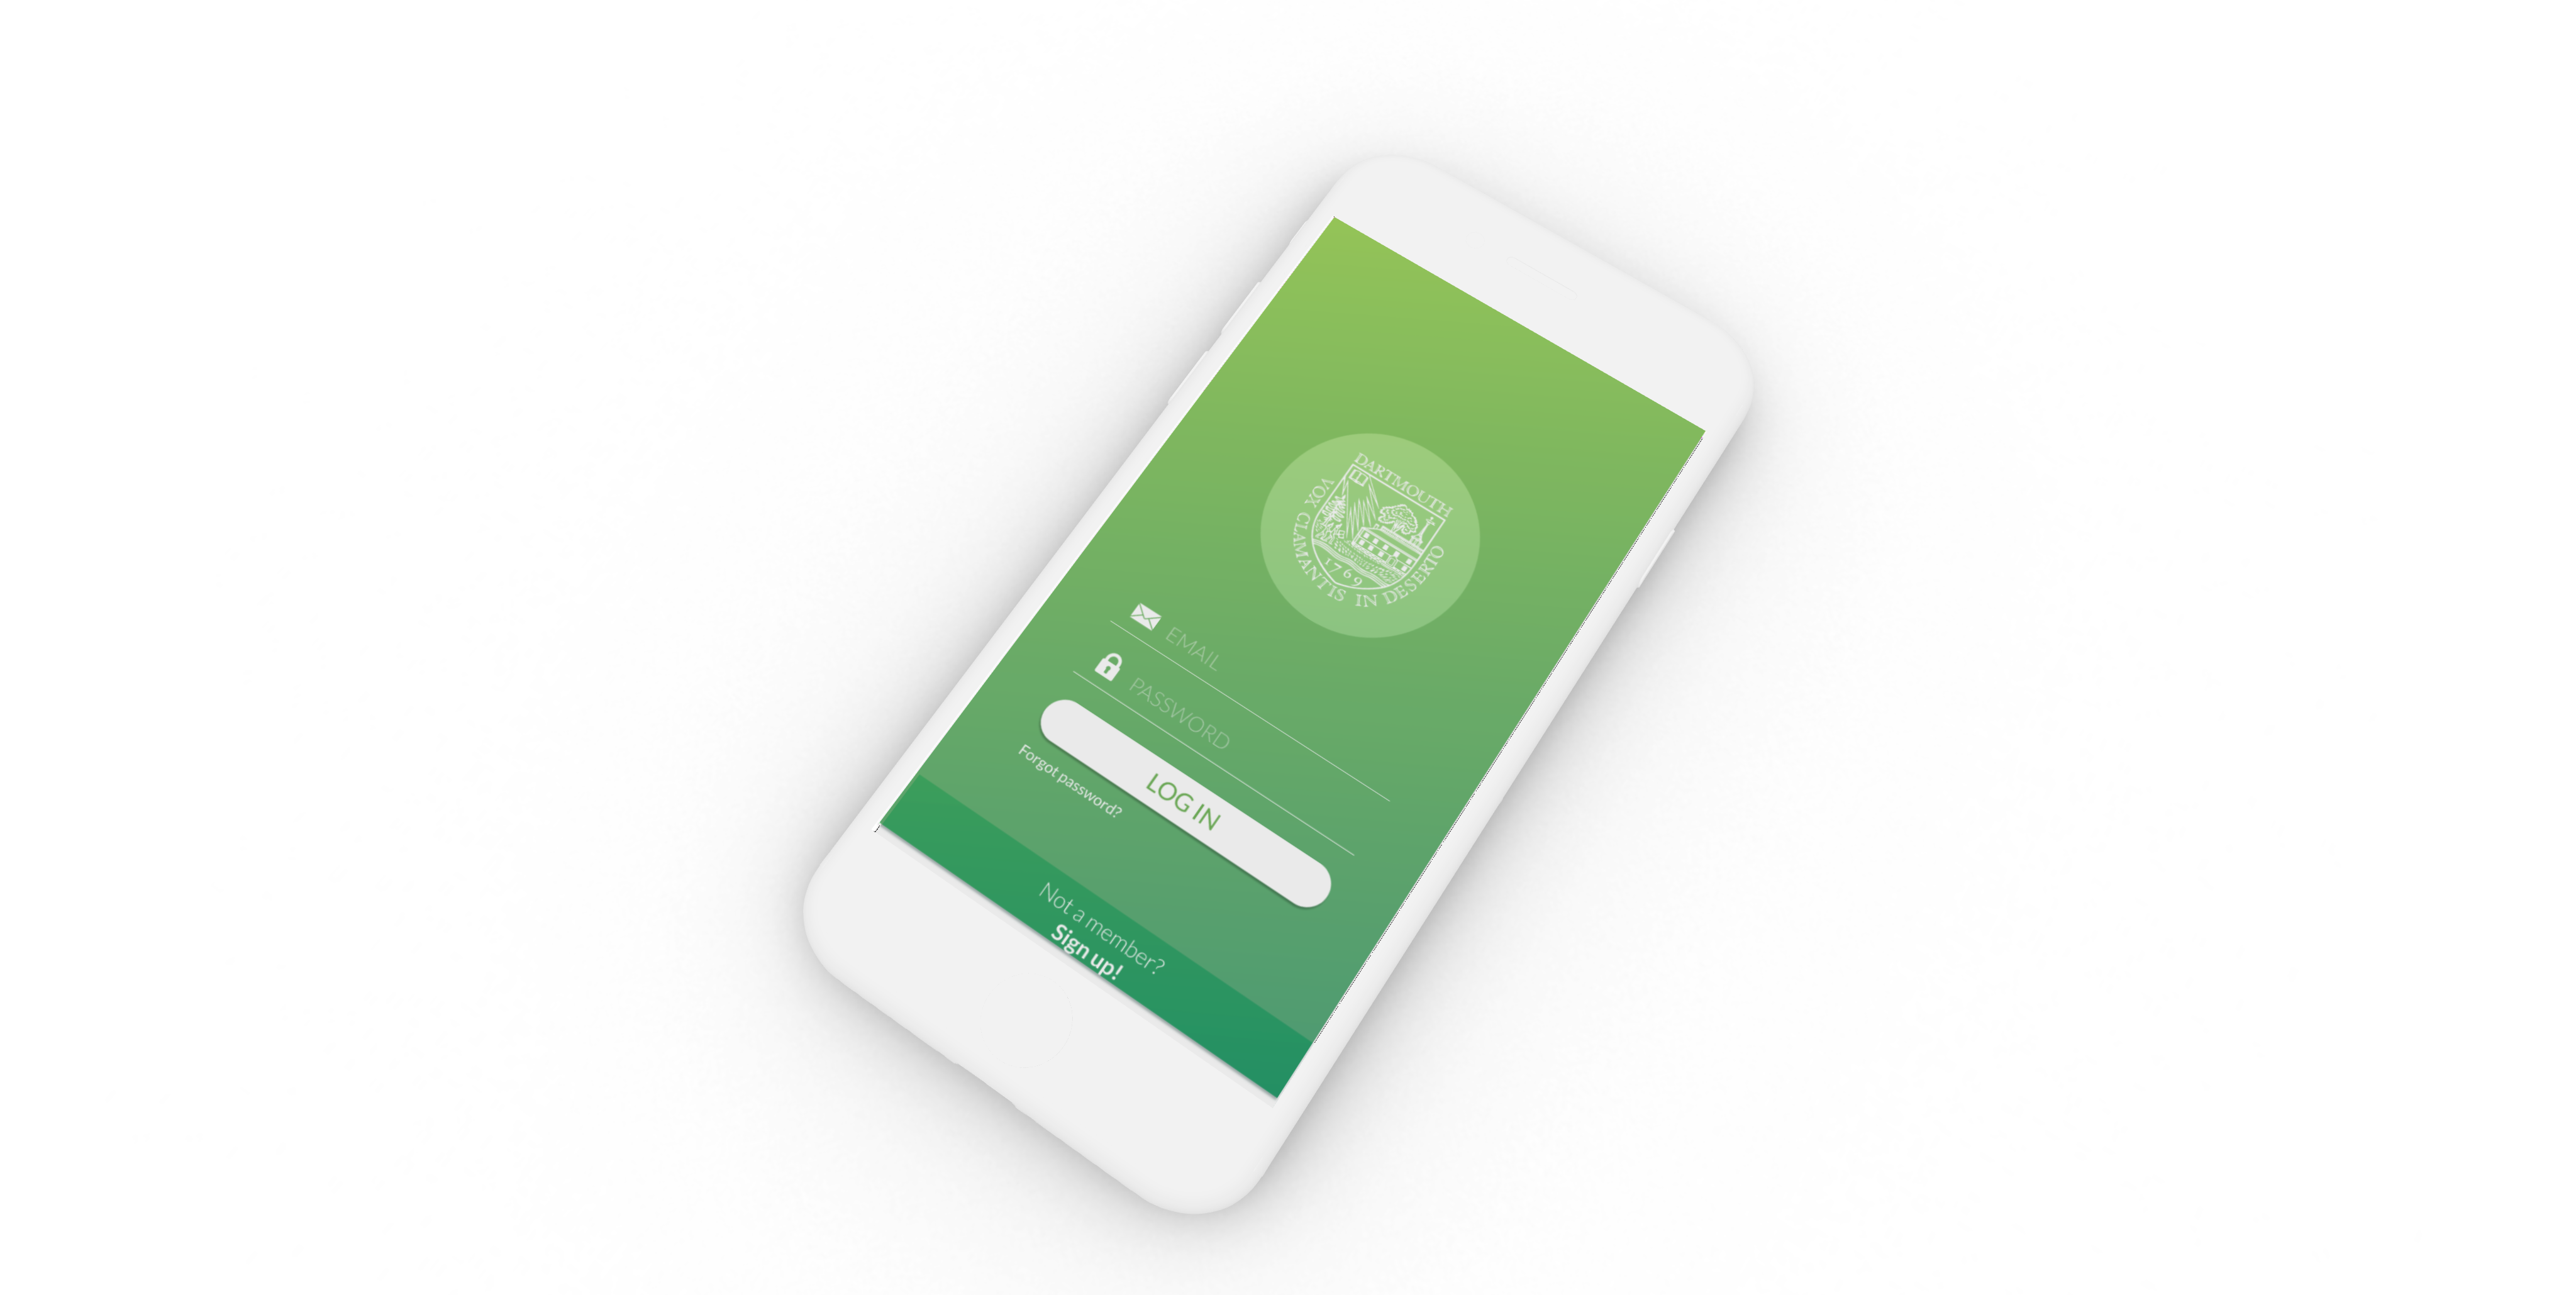 DARTMOUTH
VOX CLAMANTIS IN DESERTO
1769
EMAIL
PASSWORD
LOG IN
Forgot password?
Not a member?
Sign up!